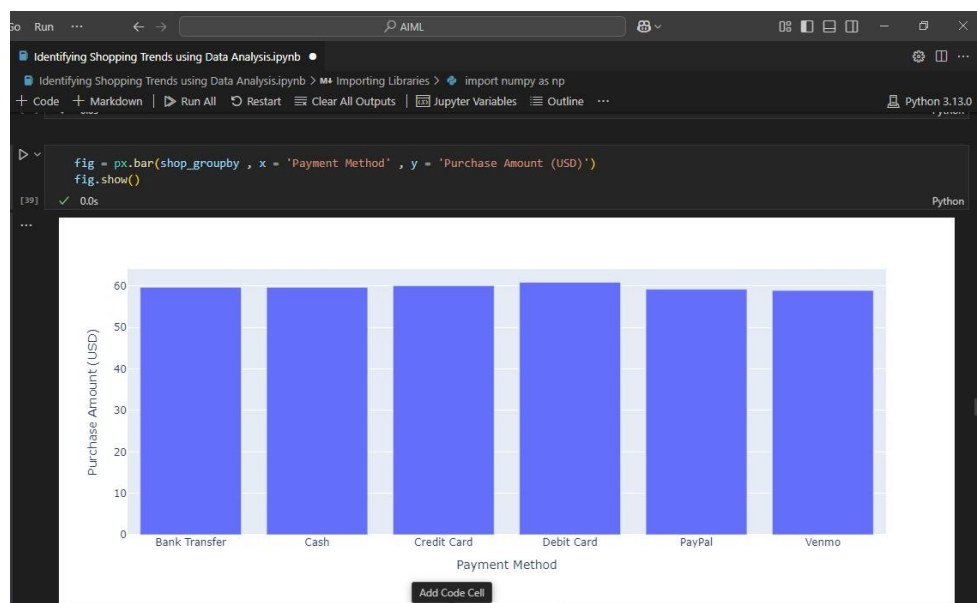 Go Run ··· ← → AIML
Identifying Shopping Trends using Data Analysis.ipynb ●
Identifying Shopping Trends using Data Analysis.ipynb > M↓ Importing Libraries > import numpy as np
+ Code + Markdown | Run All Restart Clear All Outputs | Jupyter Variables Outline ··· Python 3.13.0
fig = px.bar(shop_groupby , x = 'Payment Method' , y = 'Purchase Amount (USD)')
fig.show()
[39] ✓ 0.0s Python
...
60
50
40
30
20
10
0
Purchase Amount (USD)
Bank Transfer Cash Credit Card Debit Card PayPal Venmo
Payment Method
Add Code Cell